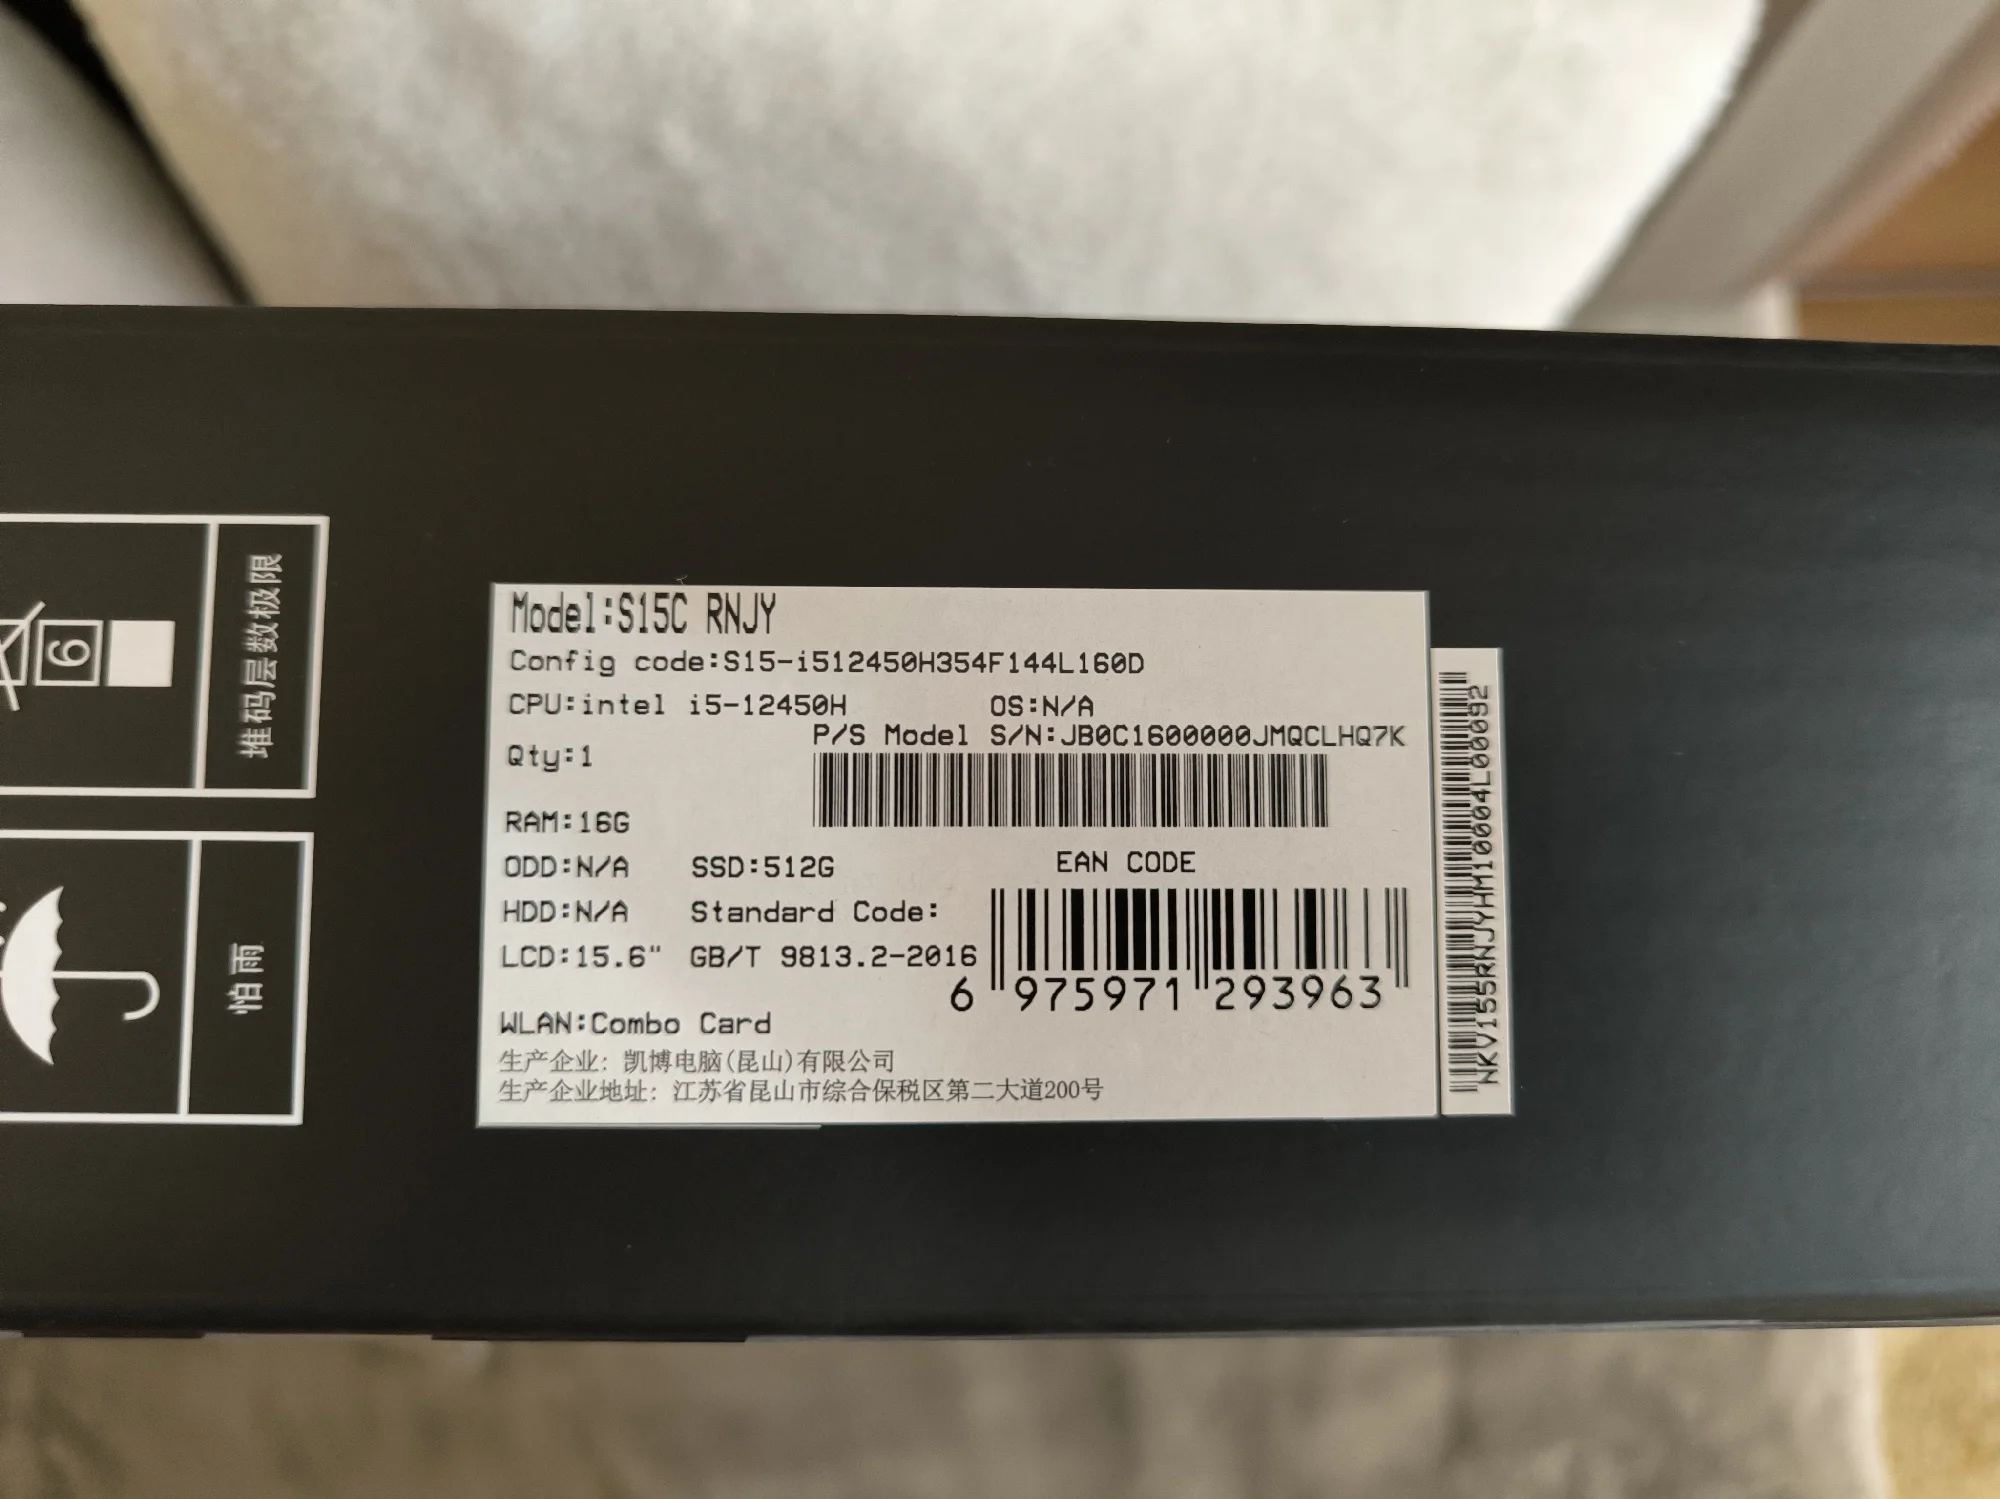 Model:S15C RNJY
Config code:S15-i512450H354F144L160D
CPU:intel i5-12450H OS:N/A
P/S Model S/N:JB0C1600000JMQCLHQ7K
Qty:1
RAM:16G
ODD:N/A SSD:512G EAN CODE
HDD:N/A Standard Code:
LCD:15.6" GB/T 9813.2-2016
6 975971 293963
WLAN:Combo Card
生产企业: 凯博电脑(昆山)有限公司
生产企业地址: 江苏省昆山市综合保税区第二大道200号
NKV155RNJYHM10004L00092
堆码层数极限
6
怕雨